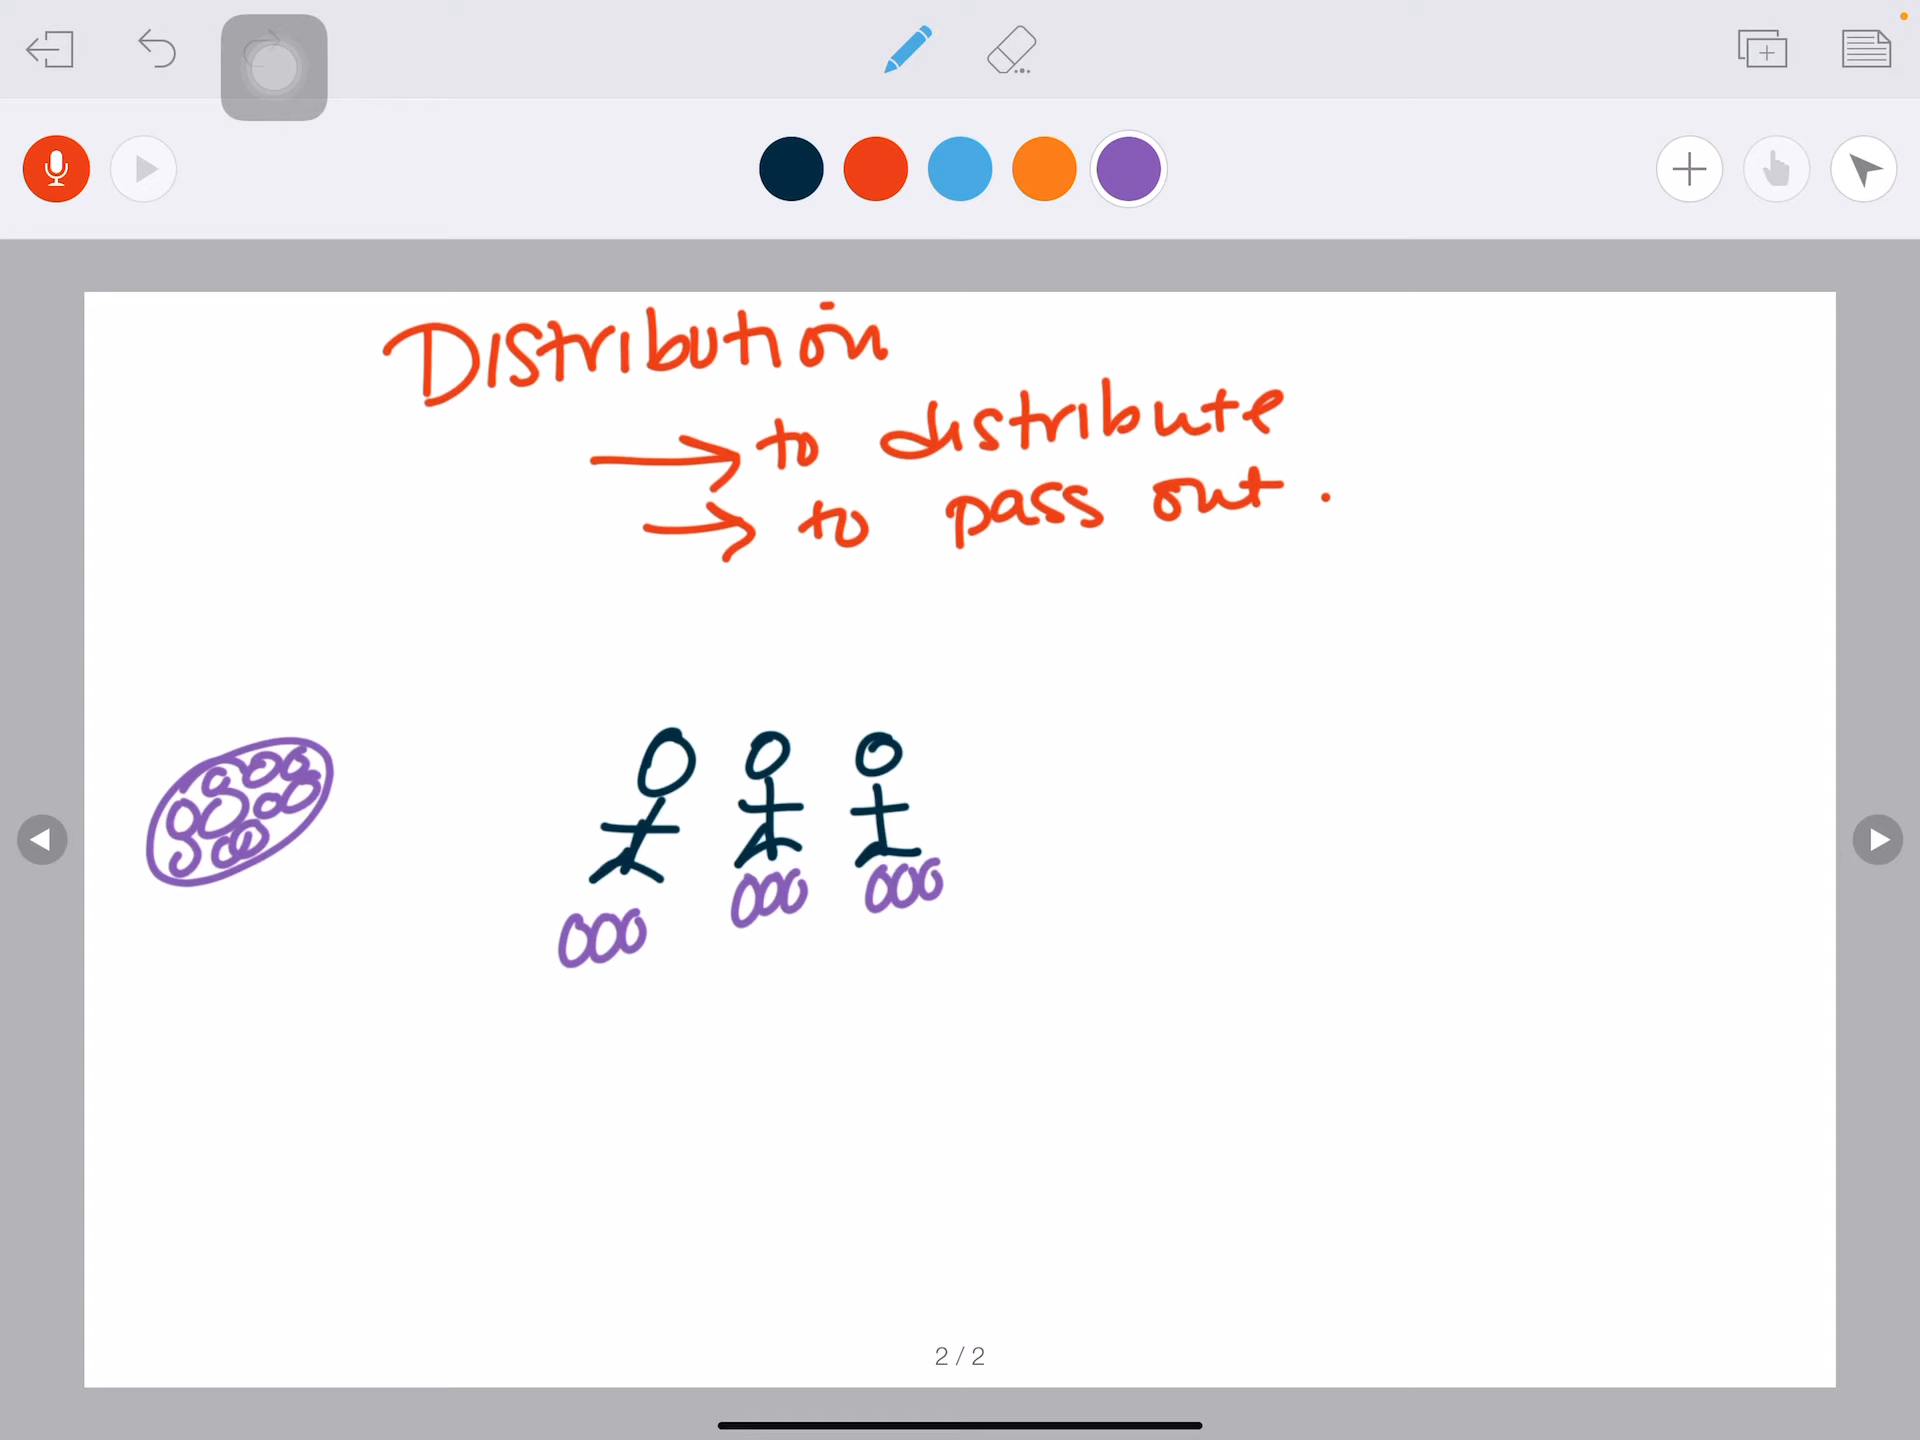 Distribution
→ to distribute
→ to pass out.
2 / 2